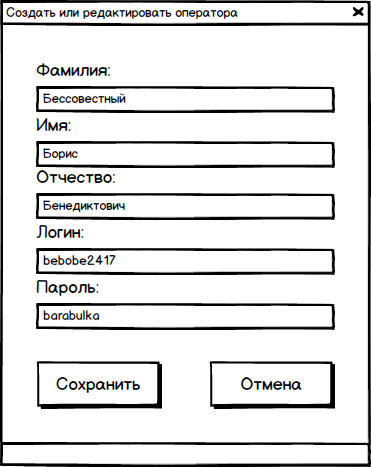 Создать или редактировать оператора
Фамилия:
Бессовестный
Имя:
Борис
Отчество:
Бенедиктович
Логин:
bebobe2417
Пароль:
barabulka
Сохранить
Отмена